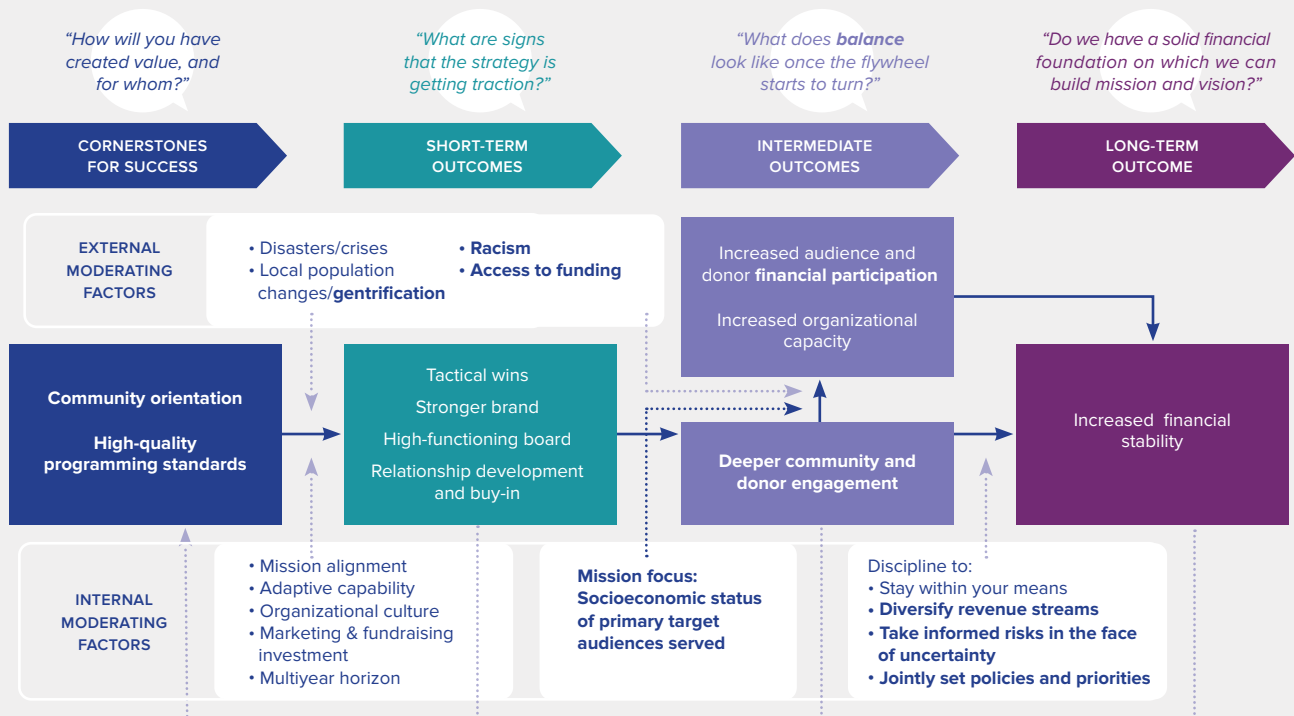 “How will you have
created value, and
for whom?”
“What are signs
that the strategy is
getting traction?”
“What does balance
look like once the flywheel
starts to turn?”
“Do we have a solid financial
foundation on which we can
build mission and vision?”
CORNERSTONES
FOR SUCCESS
SHORT-TERM
OUTCOMES
INTERMEDIATE
OUTCOMES
LONG-TERM
OUTCOME
EXTERNAL
MODERATING
FACTORS
• Disasters/crises
• Local population
changes/gentrification
• Racism
• Access to funding
Increased audience and
donor financial participation
Increased organizational
capacity
Community orientation
High-quality
programming standards
Tactical wins
Stronger brand
High-functioning board
Relationship development
and buy-in
Deeper community and
donor engagement
Increased financial
stability
INTERNAL
MODERATING
FACTORS
• Mission alignment
• Adaptive capability
• Organizational culture
• Marketing & fundraising
investment
• Multiyear horizon
Mission focus:
Socioeconomic status
of primary target
audiences served
Discipline to:
• Stay within your means
• Diversify revenue streams
• Take informed risks in the face
of uncertainty
• Jointly set policies and priorities